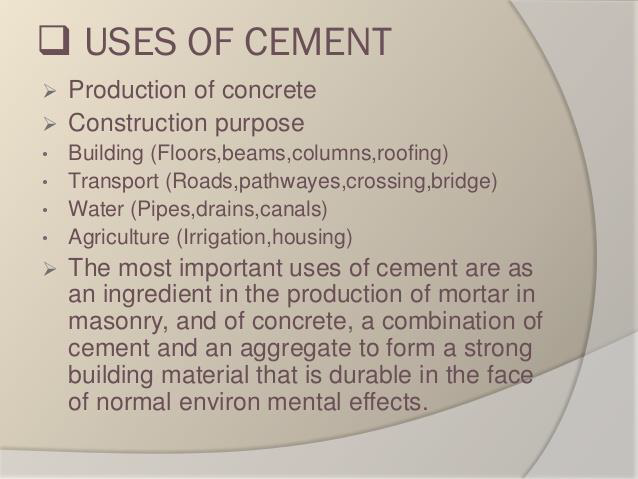 ❑ USES OF CEMENT
➢ Production of concrete
➢ Construction purpose
• Building (Floors,beams,columns,roofing)
• Transport (Roads,pathwayes,crossing,bridge)
• Water (Pipes,drains,canals)
• Agriculture (Irrigation,housing)
➢ The most important uses of cement are as
an ingredient in the production of mortar in
masonry, and of concrete, a combination of
cement and an aggregate to form a strong
building material that is durable in the face
of normal environ mental effects.